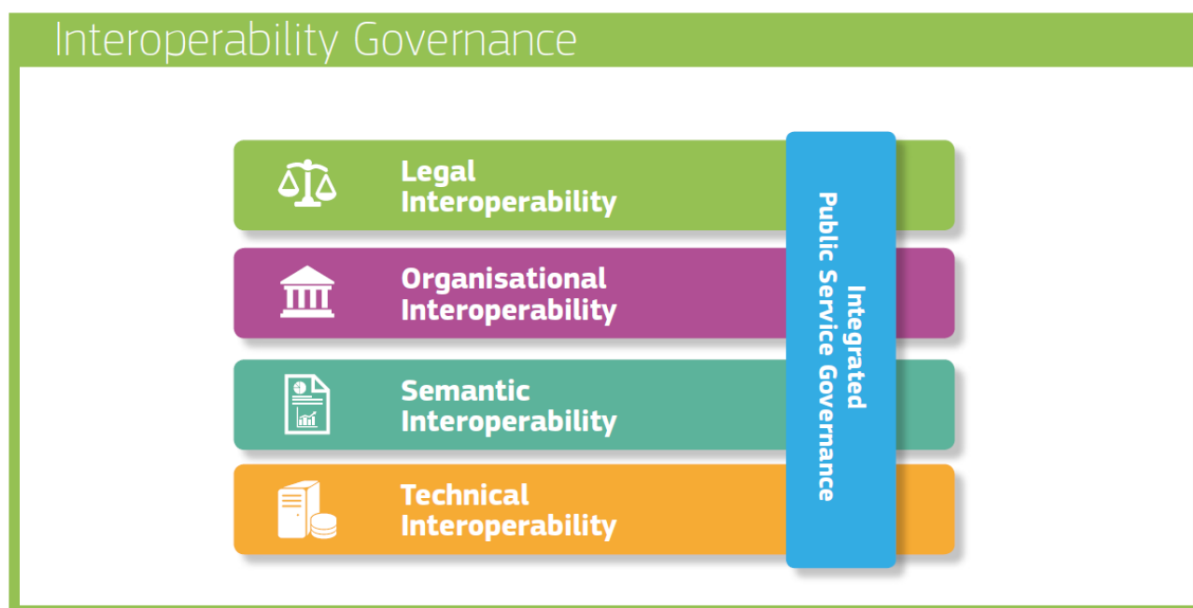 Interoperability Governance
Legal
Interoperability
Organisational
Interoperability
Semantic
Interoperability
Technical
Interoperability
Integrated
Public Service Governance